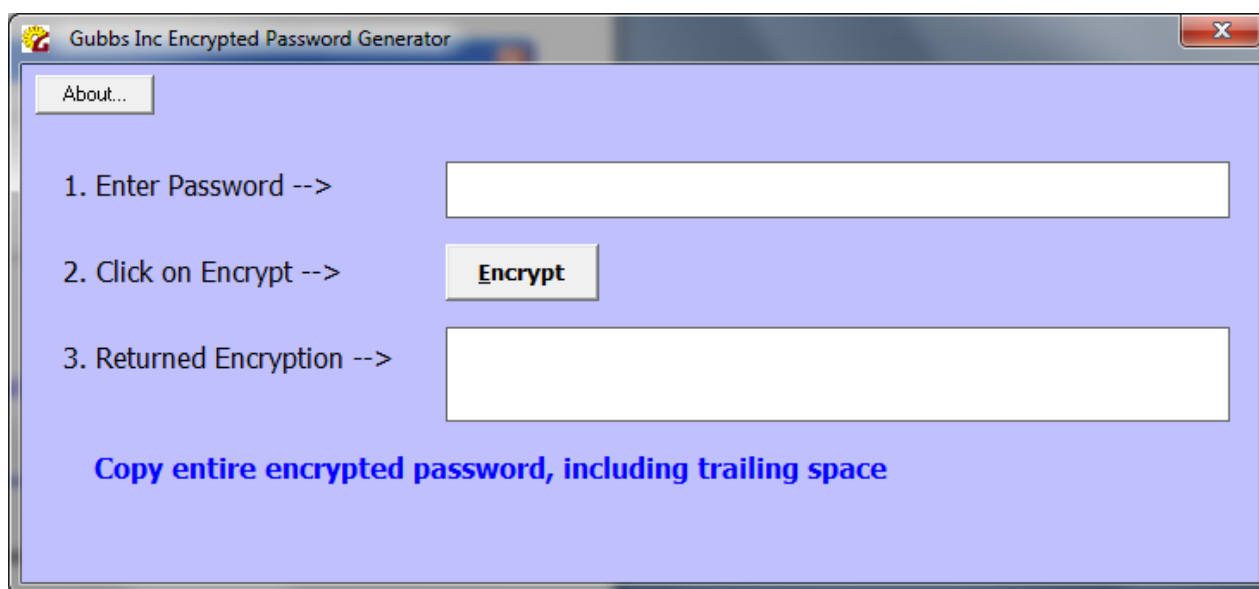 Gubbs Inc Encrypted Password Generator
About...
1. Enter Password -->
2. Click on Encrypt --> Encrypt
3. Returned Encryption -->
Copy entire encrypted password, including trailing space